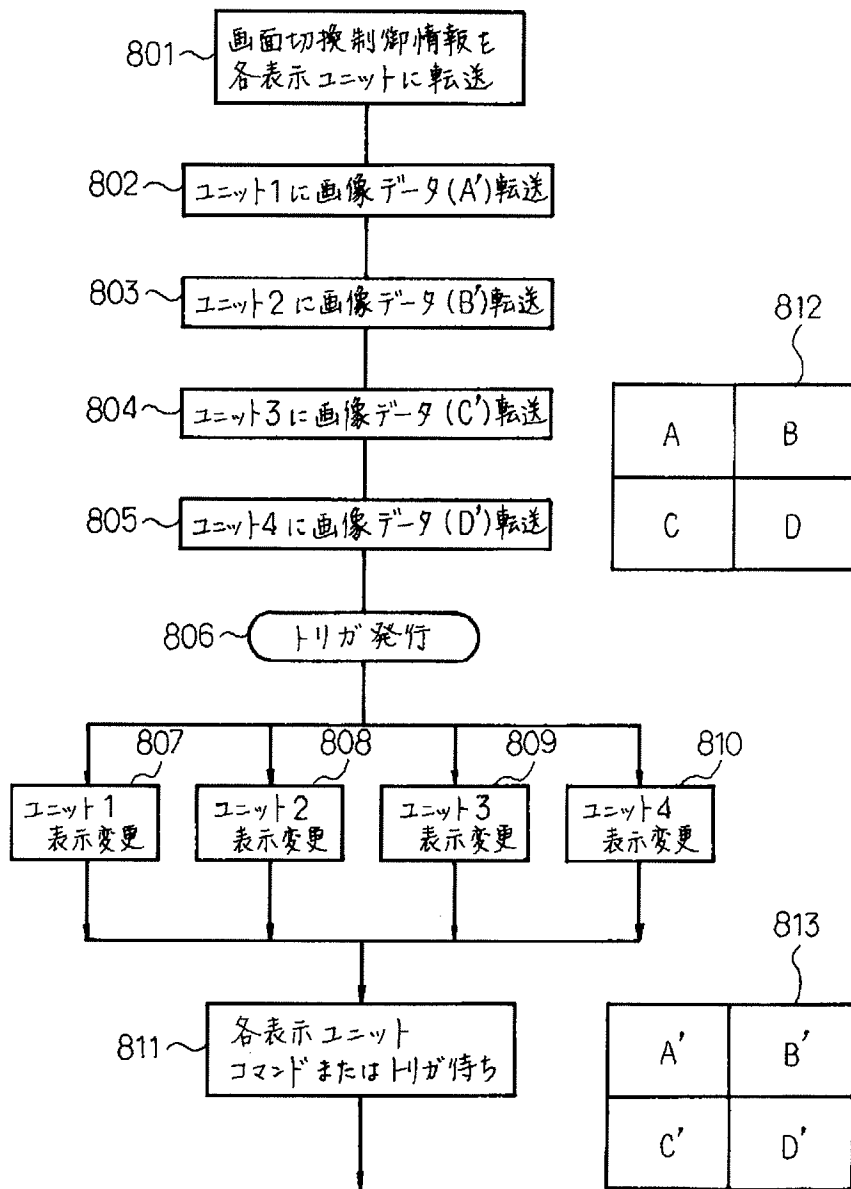 801
画面切換制御情報を
各表示ユニットに転送
802
ユニット1に画像データ(A')転送
803
ユニット2に画像データ(B')転送
812
804
ユニット3に画像データ(C')転送
A B
805
ユニット4に画像データ(D')転送
C D
806
トリガ発行
807 808 809 810
ユニット1
表示変更
ユニット2
表示変更
ユニット3
表示変更
ユニット4
表示変更
813
811
各表示ユニット
コマンドまたはトリガ待ち
A' B'
C' D'